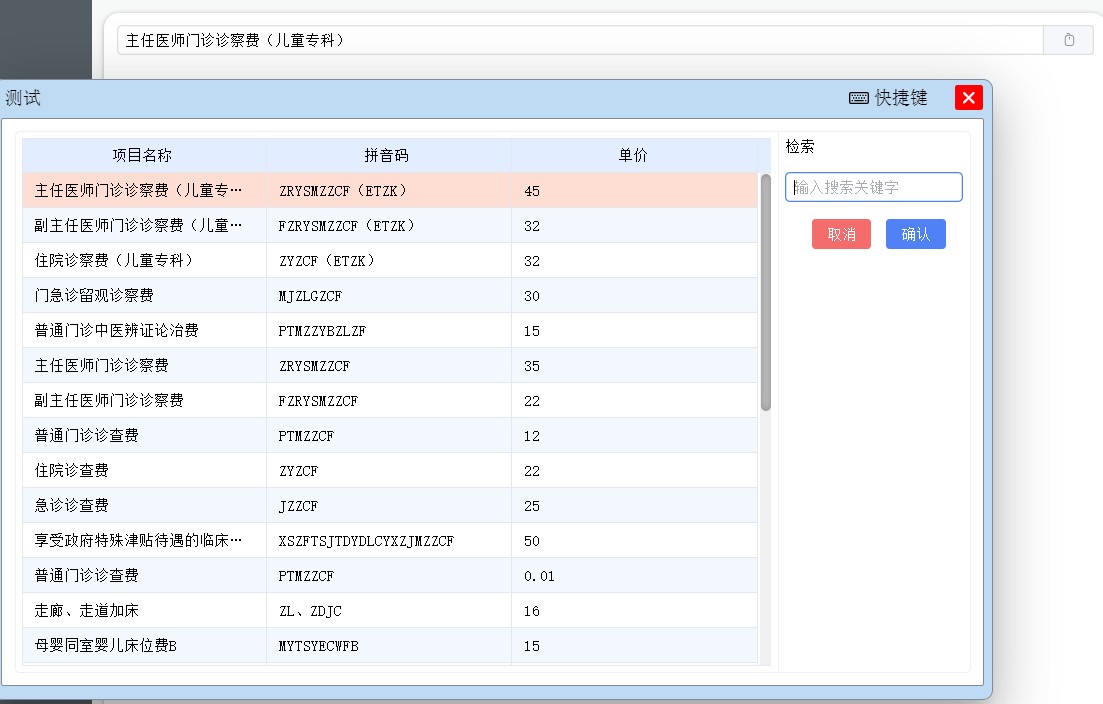 主任医师门诊诊察费（儿童专科）
测试
快捷键
项目名称 拼音码 单价
主任医师门诊诊察费（儿童专… ZRYSMZZCF（ETZK） 45
副主任医师门诊诊察费（儿童… FZRYSMZZCF（ETZK） 32
住院诊察费（儿童专科） ZYZCF（ETZK） 32
门急诊留观诊察费 MJZLGZCF 30
普通门诊中医辨证论治费 PTMZZYBZLZF 15
主任医师门诊诊察费 ZRYSMZZCF 35
副主任医师门诊诊察费 FZRYSMZZCF 22
普通门诊诊查费 PTMZZCF 12
住院诊查费 ZYZCF 22
急诊诊查费 JZZCF 25
享受政府特殊津贴待遇的临床… XSZFTSJTDYDLCYXZJMZZCF 50
普通门诊诊查费 PTMZZCF 0.01
走廊、走道加床 ZL、ZDJC 16
母婴同室婴儿床位费B MYTSYECWFB 15
检索
输入搜索关键字
取消 确认